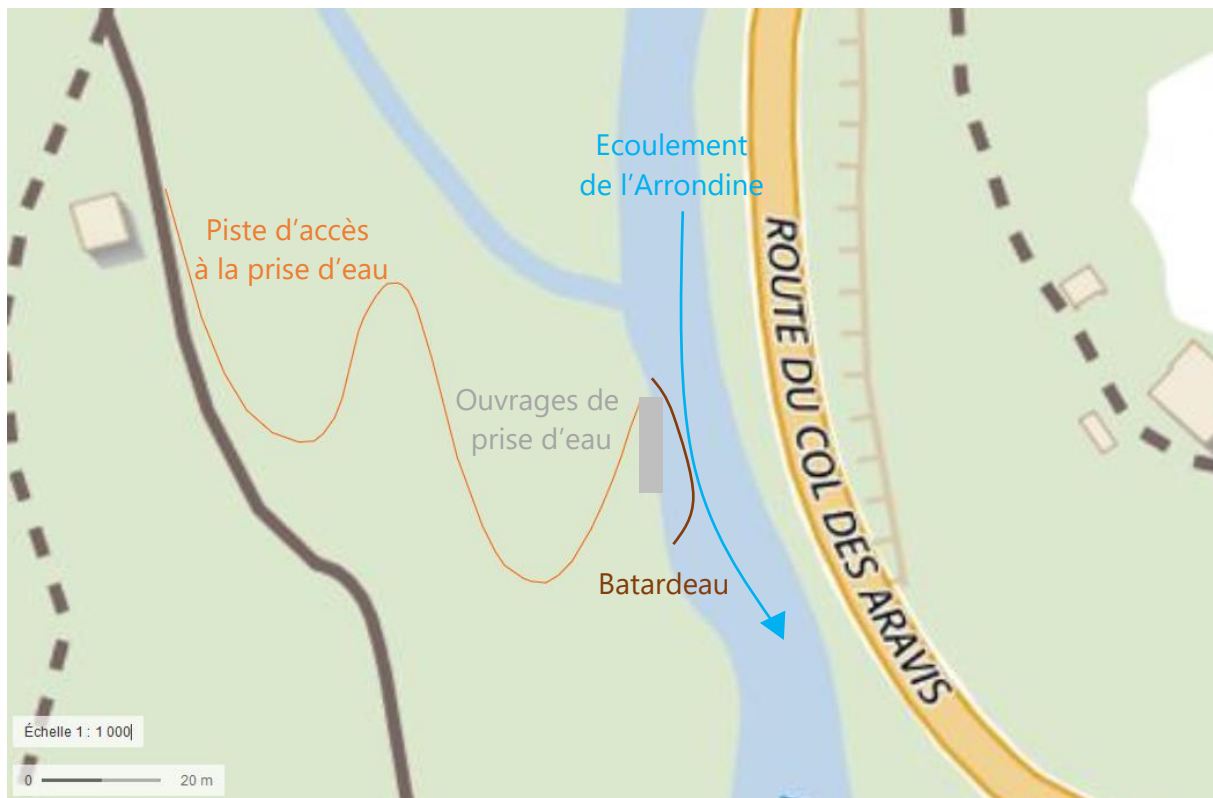 Ecoulement
de l'Arrondine
Piste d'accès
à la prise d'eau
ROUTE DU COL DES ARAVIS
Ouvrages de
prise d'eau
Batardeau
Échelle 1 : 1 000
0 20 m